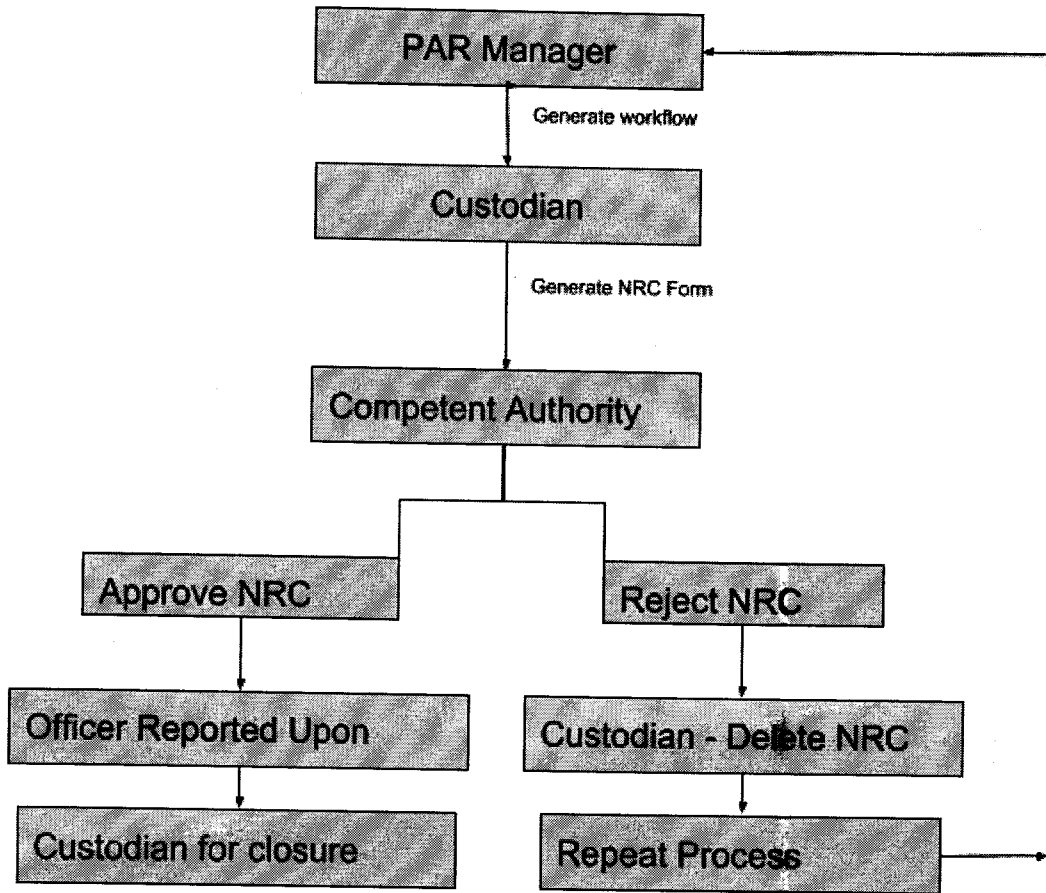 PAR Manager
Generate workflow
Custodian
Generate NRC Form
Competent Authority
Approve NRC
Reject NRC
Officer Reported Upon
Custodian - Delete NRC
Custodian for closure
Repeat Process